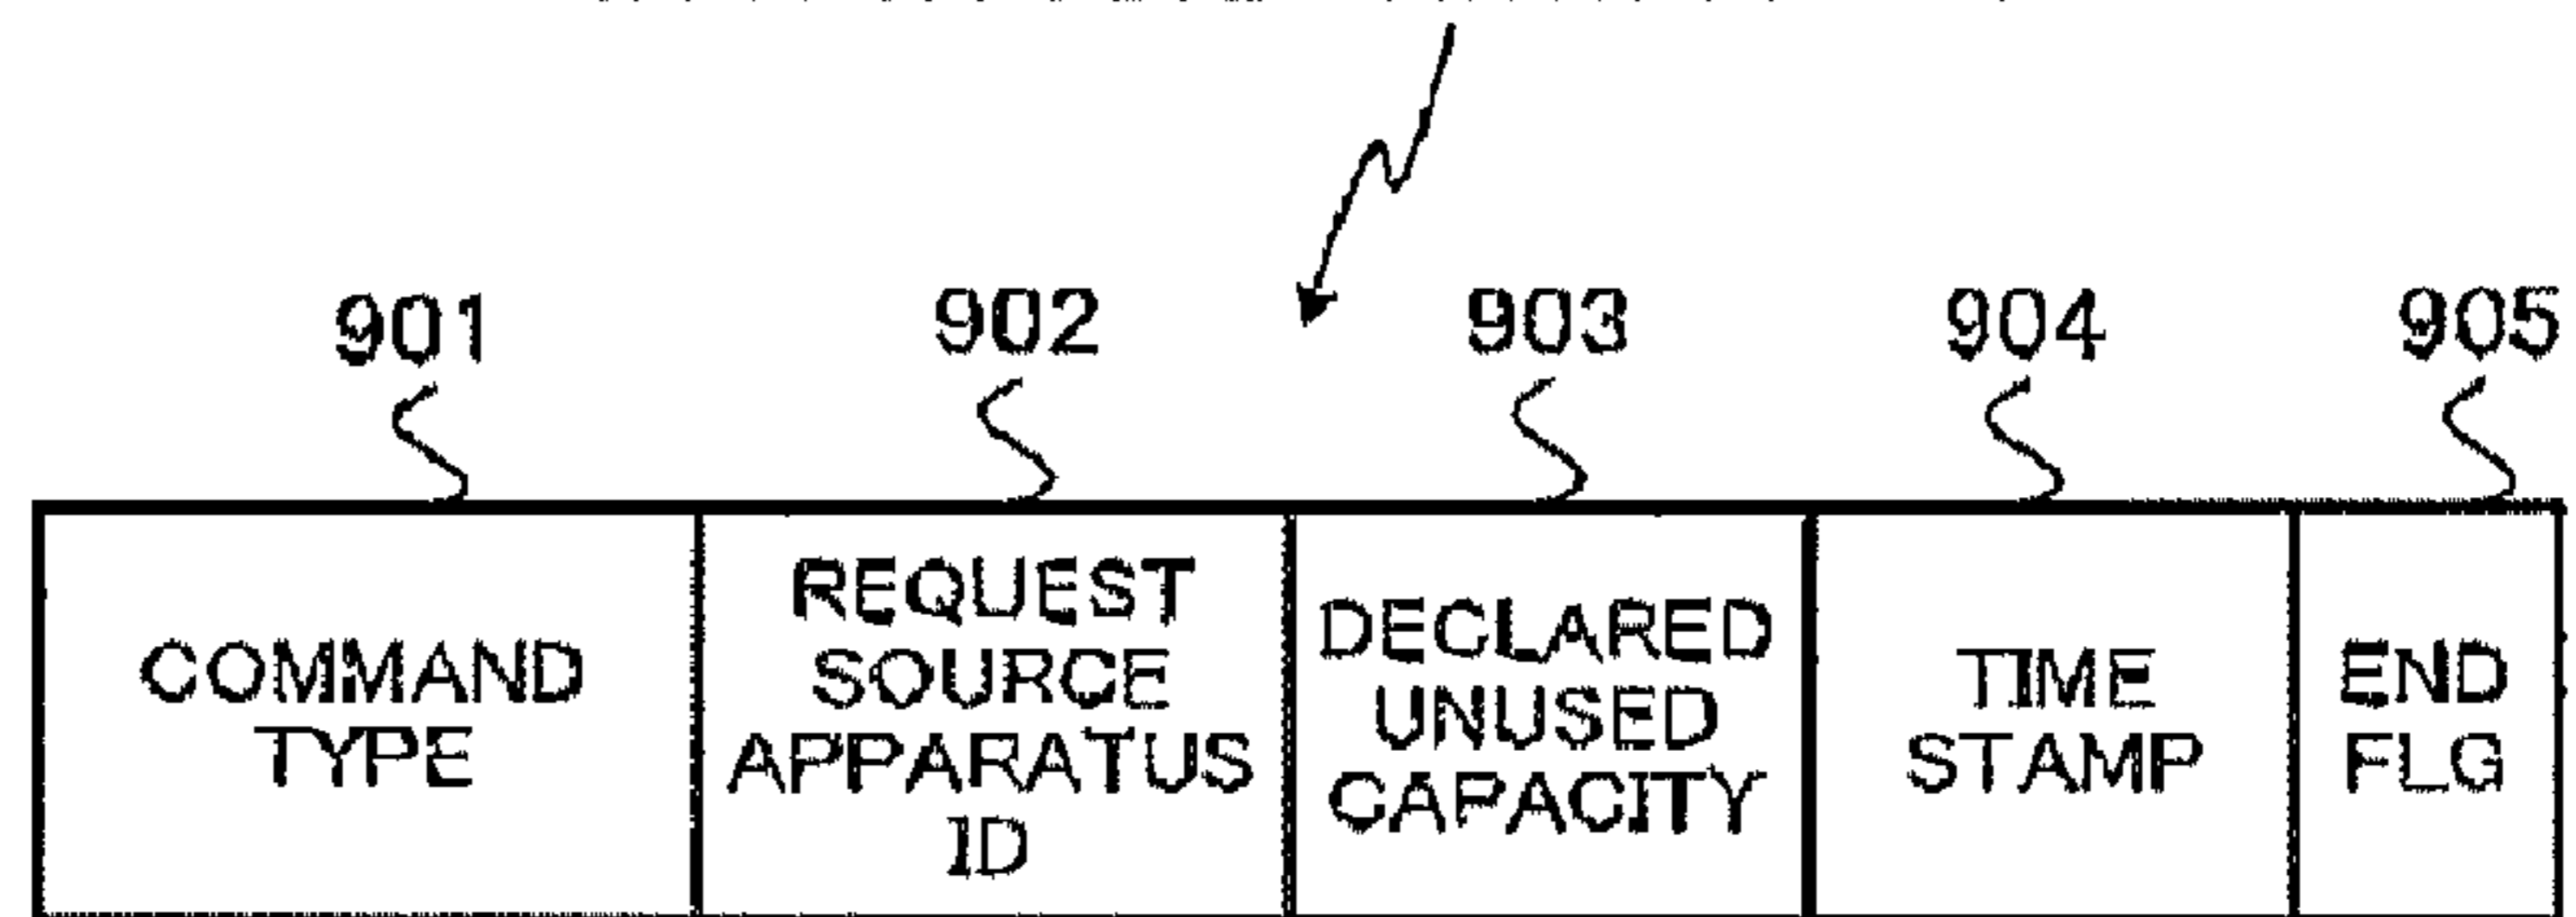 901 902 903 904 905
COMMAND
TYPE
REQUEST
SOURCE
APPARATUS
ID
DECLARED
UNUSED
CAPACITY
TIME
STAMP
END
FLG